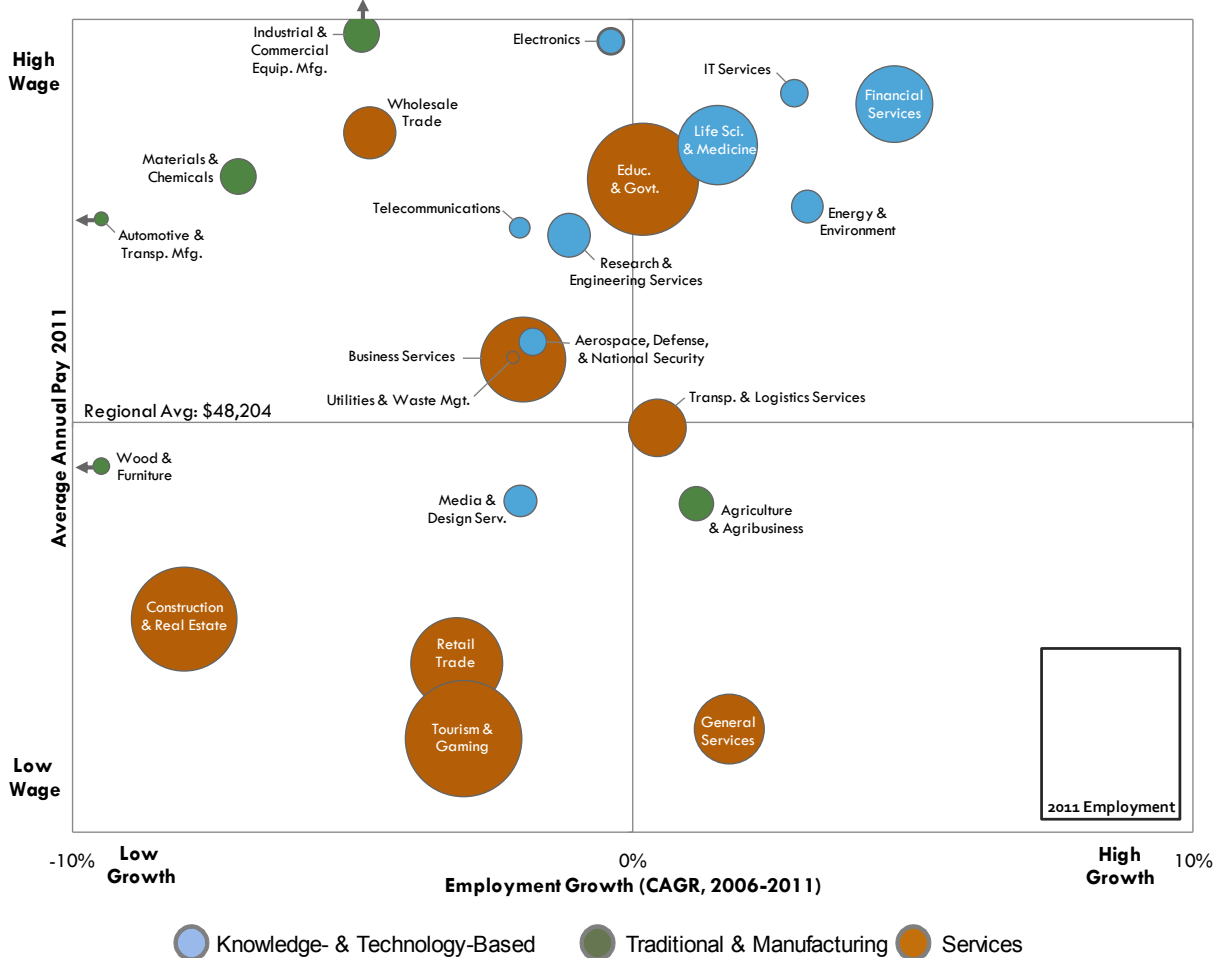 High
Wage
Industrial &
Commercial
Equip. Mfg.
Electronics
IT Services
Financial
Services
Wholesale
Trade
Life Sci.
& Medicine
Materials &
Chemicals
Educ.
& Govt.
Telecommunications
Energy &
Environment
Automotive &
Transp. Mfg.
Research &
Engineering Services
Business Services
Aerospace, Defense,
& National Security
Utilities & Waste Mgt.
Transp. & Logistics Services
Average Annual Pay 2011
Regional Avg: $48,204
Wood &
Furniture
Media &
Design Serv.
Agriculture
& Agribusiness
Construction
& Real Estate
Retail
Trade
Tourism &
Gaming
General
Services
Low
Wage
2011 Employment
-10%
Low
Growth
0%
High
Growth
10%
Employment Growth (CAGR, 2006-2011)
Knowledge- & Technology-Based
Traditional & Manufacturing
Services